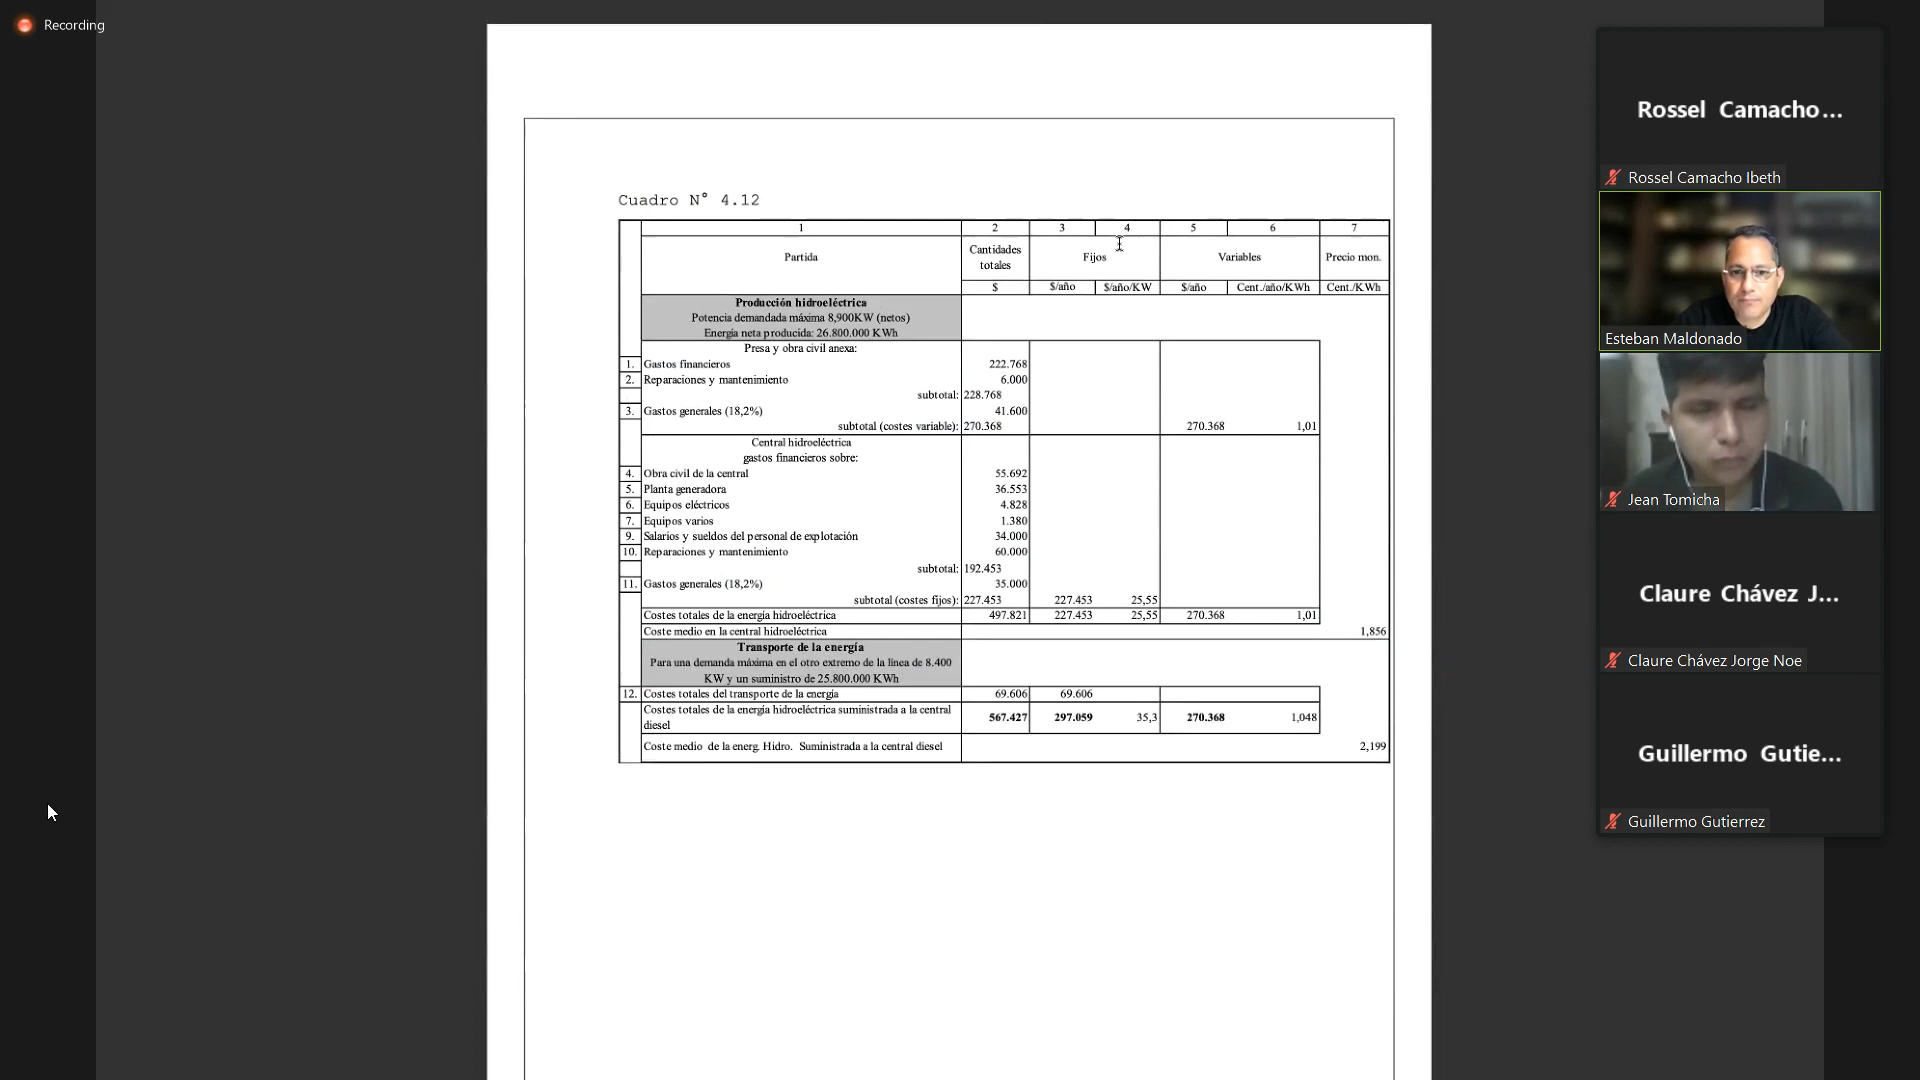 Recording
Cuadro N° 4.12
1 2 3 4 5 6 7
Partida Cantidades totales Fijos Variables Precio mon.
$ $/año $/año/KW $/año Cent./año/KWh Cent./KWh
Producción hidroeléctrica
Potencia demandada máxima 8,900KW (netos)
Energía neta producida: 26.800.000 KWh
Presa y obra civil anexa:
1. Gastos financieros 222.768
2. Reparaciones y mantenimiento 6.000
subtotal: 228.768
3. Gastos generales (18,2%) 41.600
subtotal (costes variable): 270.368 270.368 1,01
Central hidroeléctrica
gastos financieros sobre:
4. Obra civil de la central 55.692
5. Planta generadora 36.553
6. Equipos eléctricos 4.828
7. Equipos varios 1.380
9. Salarios y sueldos del personal de explotación 34.000
10. Reparaciones y mantenimiento 60.000
subtotal: 192.453
11. Gastos generales (18,2%) 35.000
subtotal (costes fijos): 227.453 227.453 25,55
Costes totales de la energía hidroeléctrica 497.821 227.453 25,55 270.368 1,01
Coste medio en la central hidroeléctrica 1,856
Transporte de la energía
Para una demanda máxima en el otro extremo de la línea de 8.400
KW y un suministro de 25.800.000 KWh
12. Costes totales del transporte de la energía 69.606 69.606
Costes totales de la energía hidroeléctrica suministrada a la central
diesel 567.427 297.059 35,3 270.368 1,048
Coste medio de la energ. Hidro. Suministrada a la central diesel 2,199
Rossel Camacho...
Rossel Camacho Ibeth
Esteban Maldonado
Jean Tomicha
Claure Chávez J...
Claure Chávez Jorge Noe
Guillermo Gutie...
Guillermo Gutierrez